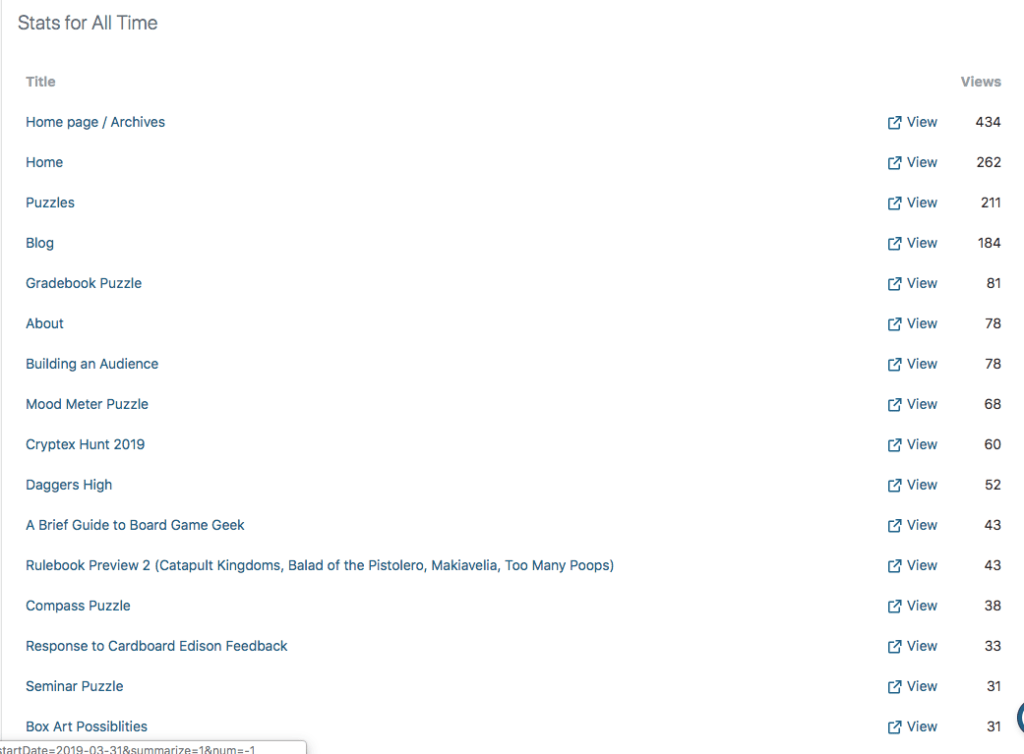 Stats for All Time
Title Views
Home page / Archives View 434
Home View 262
Puzzles View 211
Blog View 184
Gradebook Puzzle View 81
About View 78
Building an Audience View 78
Mood Meter Puzzle View 68
Cryptex Hunt 2019 View 60
Daggers High View 52
A Brief Guide to Board Game Geek View 43
Rulebook Preview 2 (Catapult Kingdoms, Balad of the Pistolero, Makiavelia, Too Many Poops) View 43
Compass Puzzle View 38
Response to Cardboard Edison Feedback View 33
Seminar Puzzle View 31
Box Art Possiblities View 31
startDate=2019-03-31&summarize=1&num=-1